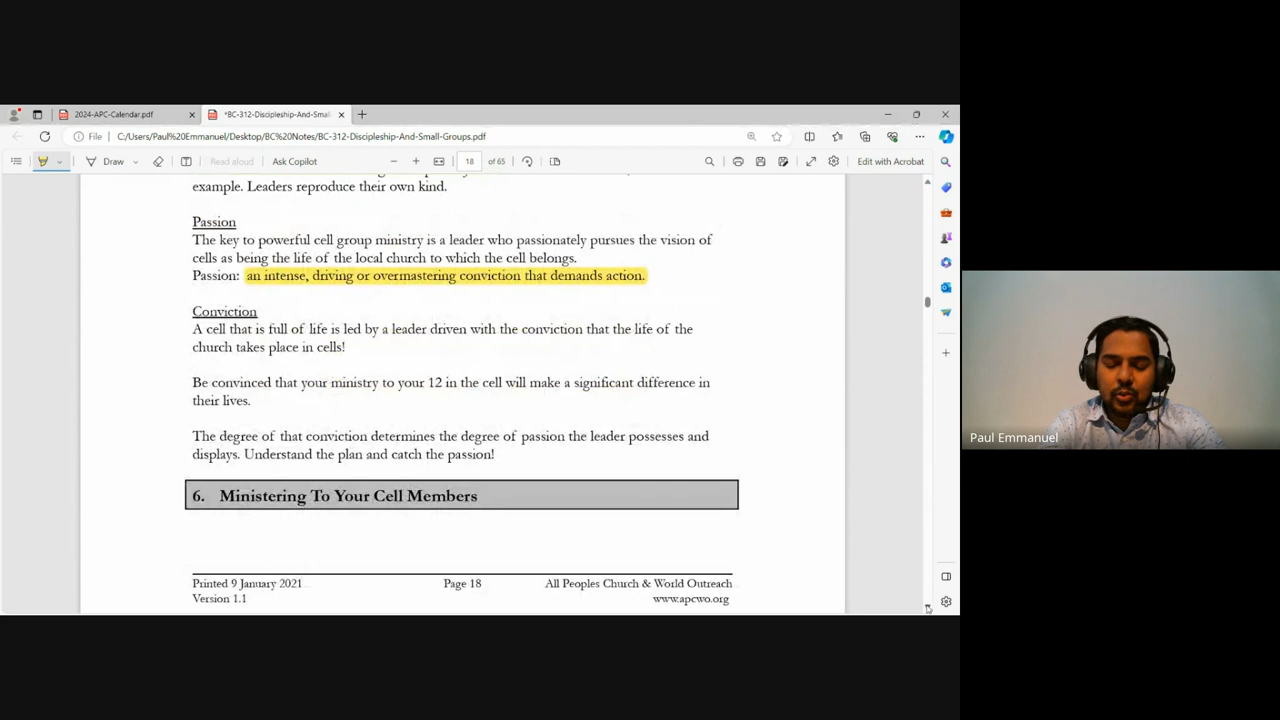 2024-APC-Calendar.pdf
*BC-312-Discipleship-And-Small-
File
C:/Users/Paul%20Emmanuel/Desktop/BC%20Notes/BC-312-Discipleship-And-Small-Groups.pdf
Draw
Read aloud
Ask Copilot
18
of 65
Edit with Acrobat
example. Leaders reproduce their own kind.
Passion
The key to powerful cell group ministry is a leader who passionately pursues the vision of
cells as being the life of the local church to which the cell belongs.
Passion: an intense, driving or overmastering conviction that demands action.
Conviction
A cell that is full of life is led by a leader driven with the conviction that the life of the
church takes place in cells!
Be convinced that your ministry to your 12 in the cell will make a significant difference in
their lives.
The degree of that conviction determines the degree of passion the leader possesses and
displays. Understand the plan and catch the passion!
6. Ministering To Your Cell Members
Printed 9 January 2021
Page 18
All Peoples Church & World Outreach
Version 1.1
www.apcwo.org
Paul Emmanuel